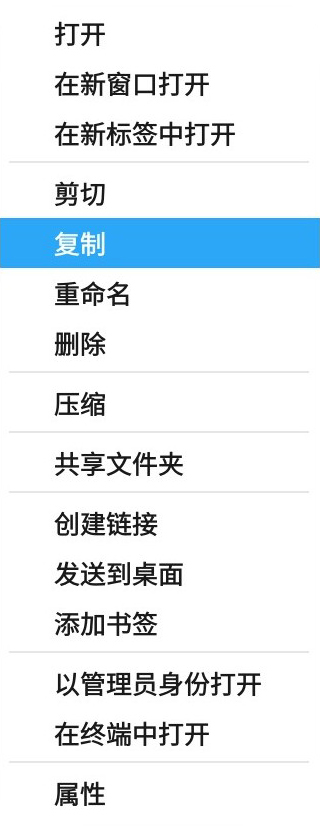 打开
在新窗口打开
在新标签中打开
剪切
复制
重命名
删除
压缩
共享文件夹
创建链接
发送到桌面
添加书签
以管理员身份打开
在终端中打开
属性